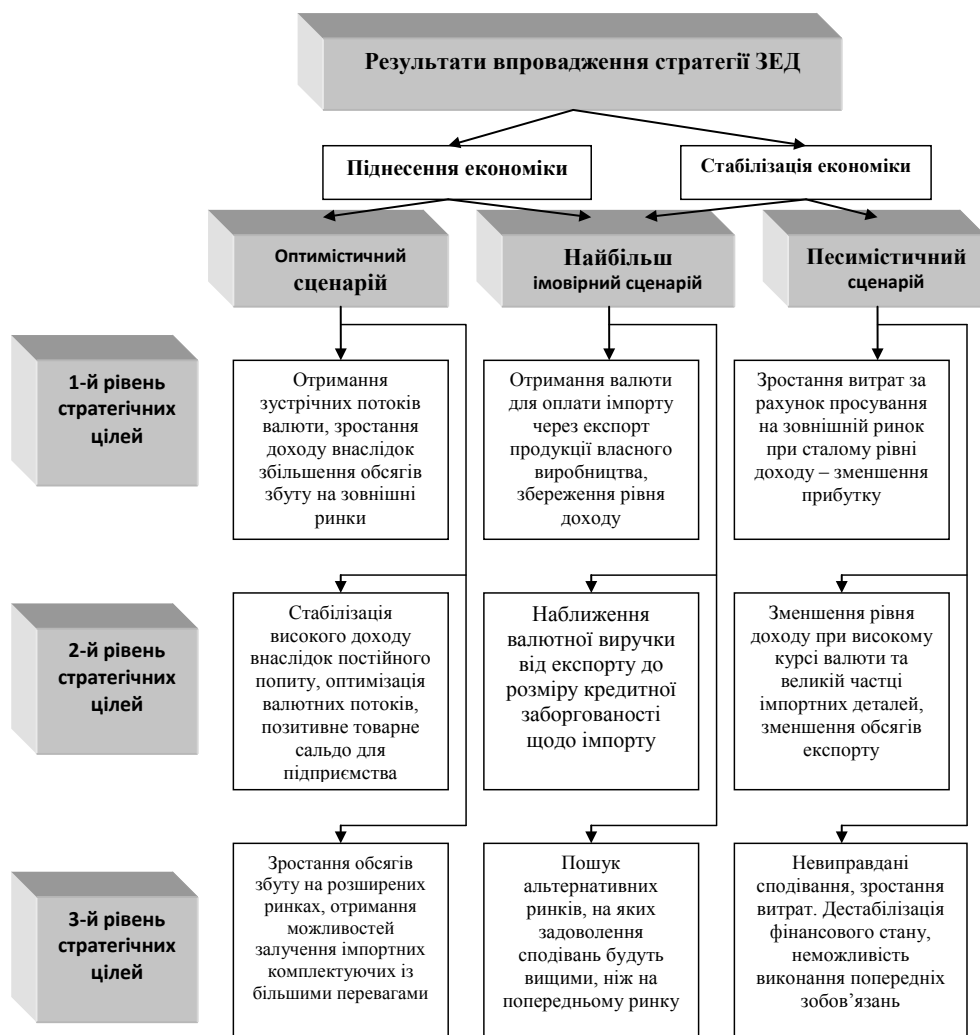 Результати впровадження стратегії ЗЕД
Піднесення економіки
Стабілізація економіки
Оптимістичний
сценарій
Найбільш
імовірний сценарій
Песимістичний
сценарій
1-й рівень
стратегічних
цілей
Отримання
зустрічних потоків
валюти, зростання
доходу внаслідок
збільшення обсягів
збуту на зовнішні
ринки
Отримання валюти
для оплати імпорту
через експорт
продукції власного
виробництва,
збереження рівня
доходу
Зростання витрат за
рахунок просування
на зовнішній ринок
при сталому рівні
доходу – зменшення
прибутку
2-й рівень
стратегічних
цілей
Стабілізація
високого доходу
внаслідок постійного
попиту, оптимізація
валютних потоків,
позитивне товарне
сальдо для
підприємства
Наближення
валютної виручки
від експорту до
розміру кредитної
заборгованості
щодо імпорту
Зменшення рівня
доходу при високому
курсі валюти та
великій частці
імпортних деталей,
зменшення обсягів
експорту
3-й рівень
стратегічних
цілей
Зростання обсягів
збуту на розширених
ринках, отримання
можливостей
залучення імпортних
комплектуючих із
більшими перевагами
Пошук
альтернативних
ринків, на яких
задоволення
сподівань будуть
вищими, ніж на
попередньому ринку
Невиправдані
сподівання, зростання
витрат. Дестабілізація
фінансового стану,
неможливість
виконання попередніх
зобов’язань